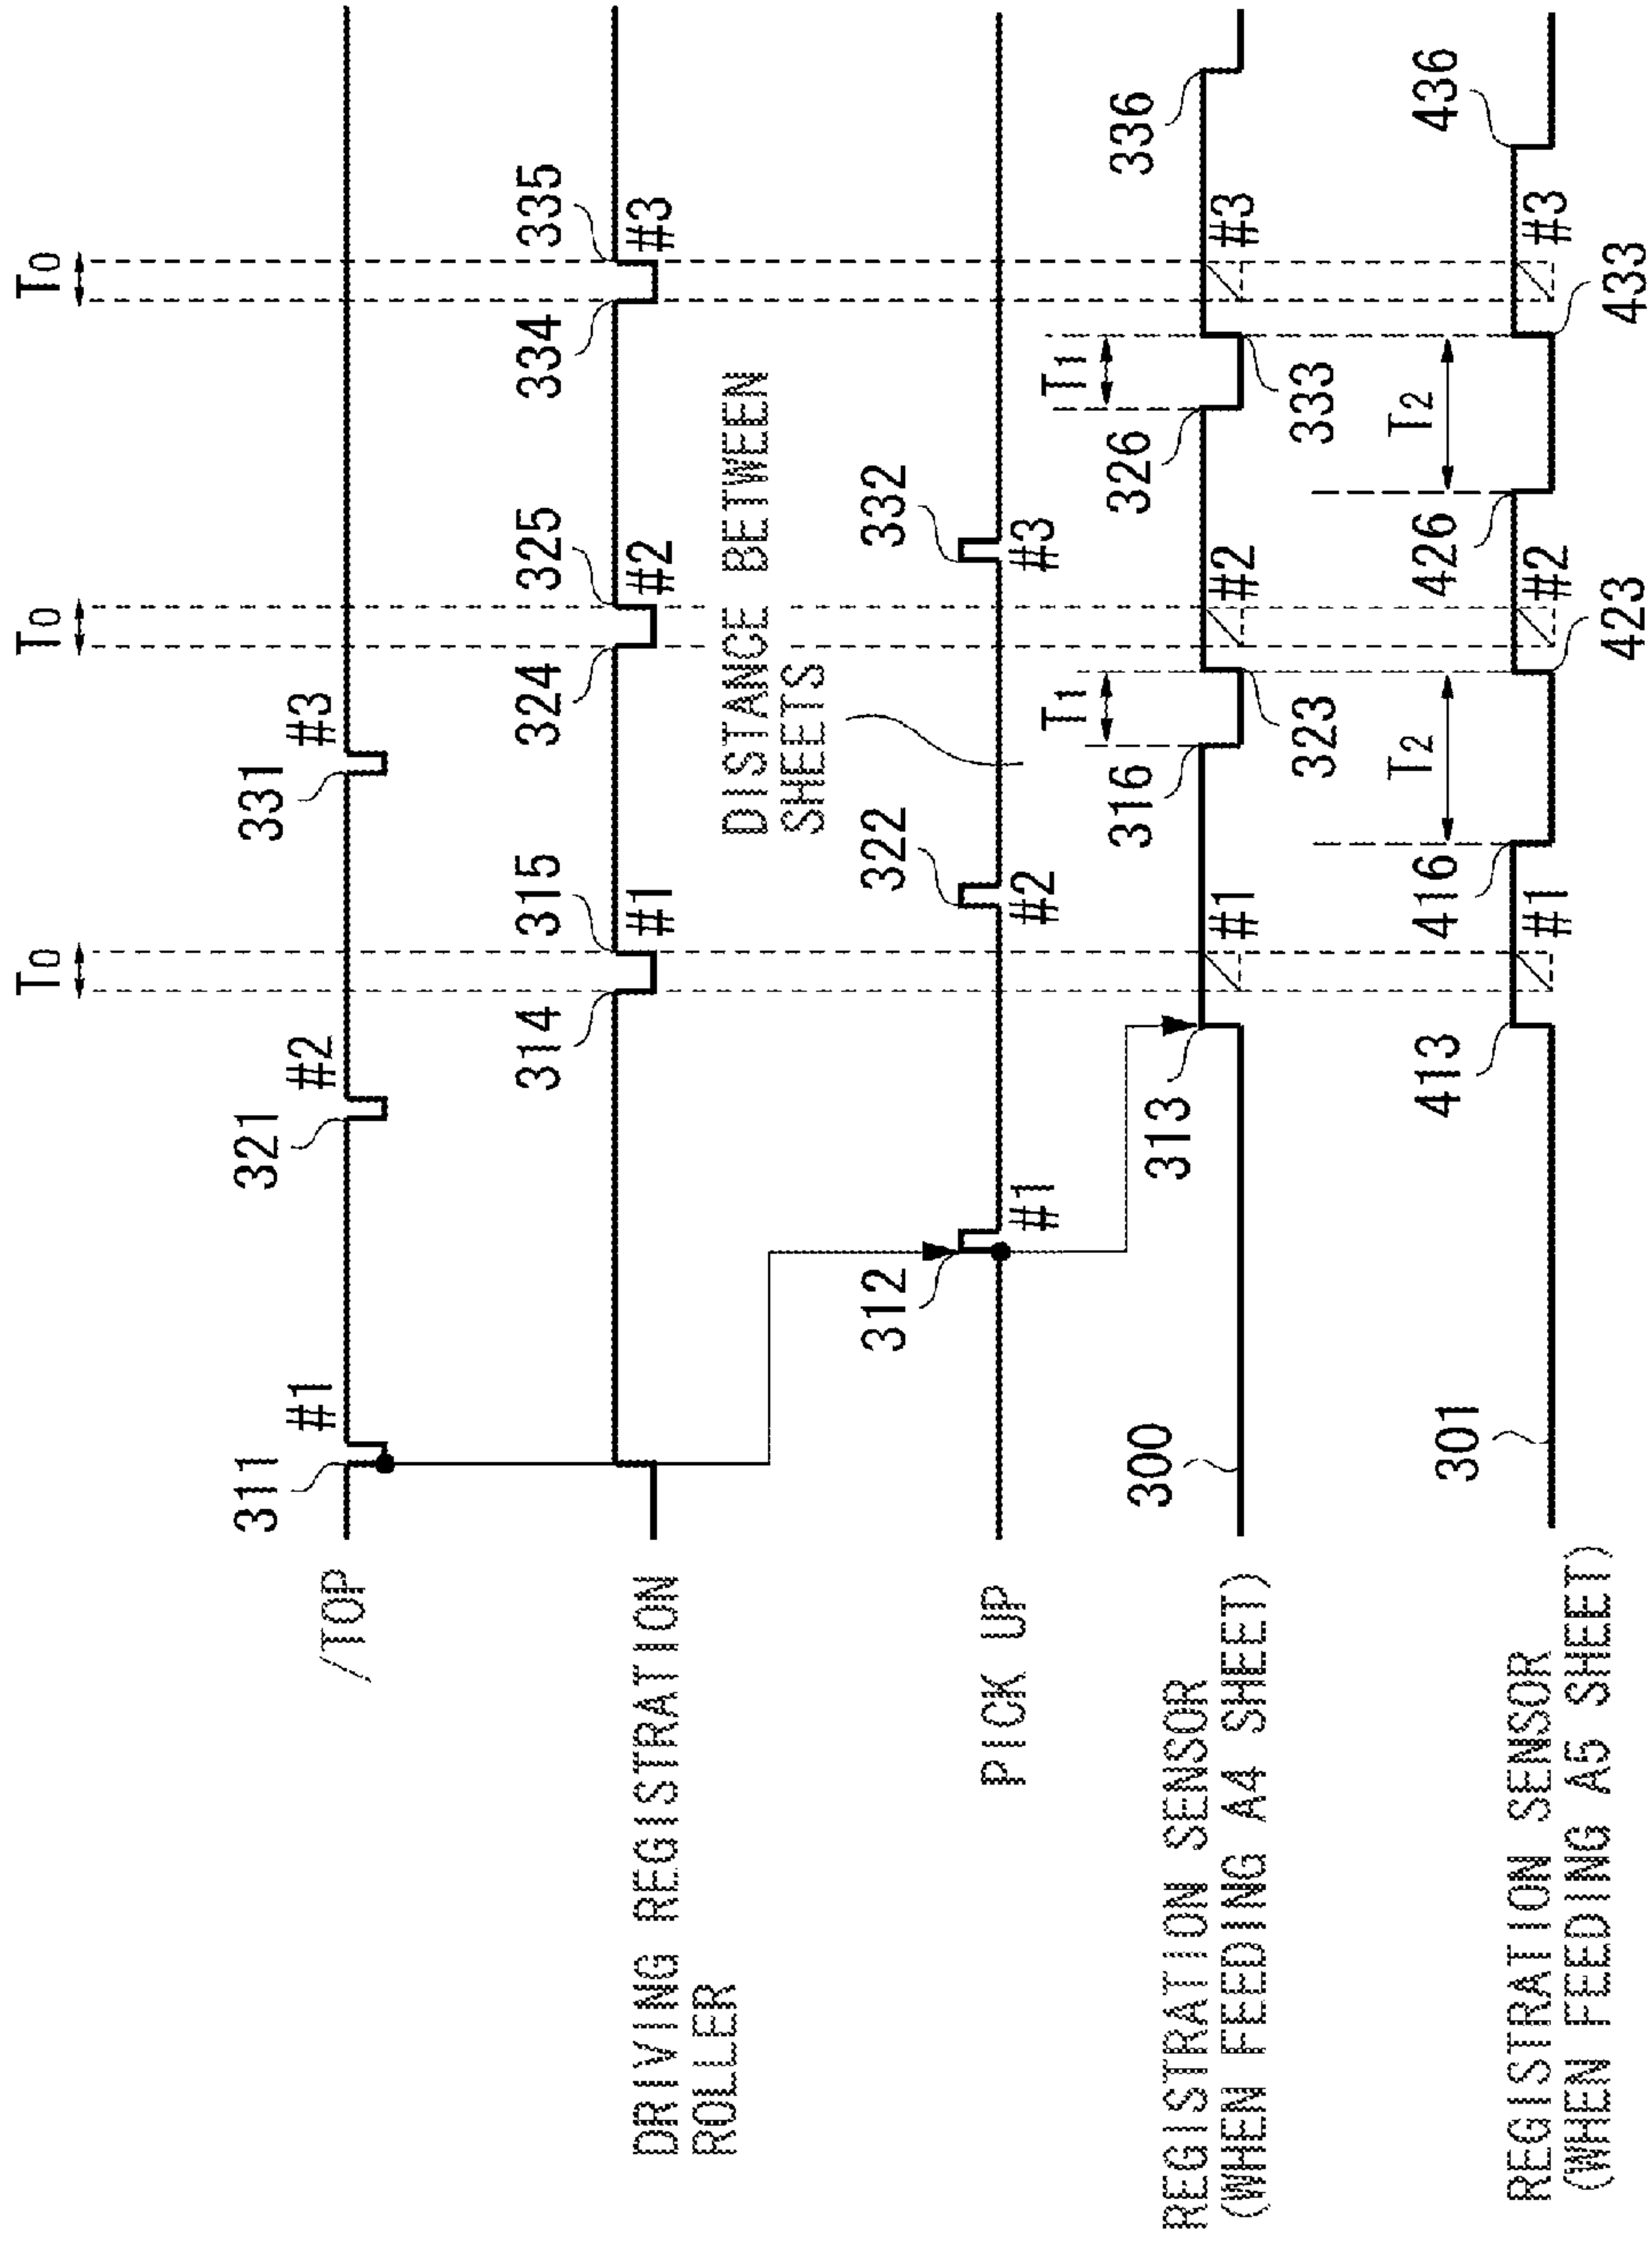 T0 T0 T0
311 #1 321 #2 331 #3
/TOP
314 315 324 325 334 335
#1 #2 #3
DRIVING REGISTRATION
ROLLER
DISTANCE BETWEEN
SHEETS
312 322 332
PICK UP
#1 #2 #3
T1 T1
300 313 316 326 336
REGISTRATION SENSOR
(WHEN FEEDING A4 SHEET)
#1 #2 #3
323 333
T2 T2
301 413 416 426 436
REGISTRATION SENSOR
(WHEN FEEDING A5 SHEET)
#1 #2 #3
423 433